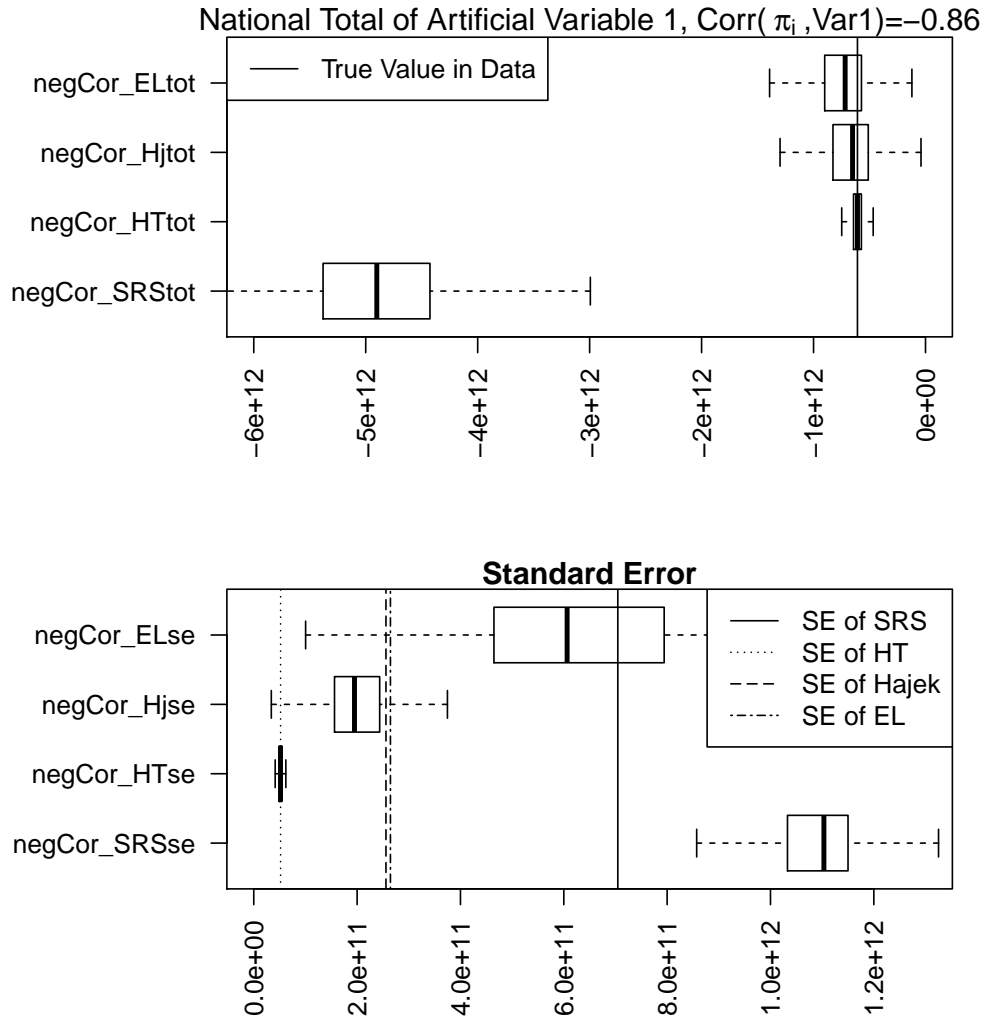 National Total of Artificial Variable 1, Corr( πi ,Var1)=−0.86
True Value in Data
negCor_ELtot
negCor_Hjtot
negCor_HTtot
negCor_SRStot
−6e+12
−5e+12
−4e+12
−3e+12
−2e+12
−1e+12
0e+00
Standard Error
SE of SRS
SE of HT
SE of Hajek
SE of EL
negCor_ELse
negCor_Hjse
negCor_HTse
negCor_SRSse
0.0e+00
2.0e+11
4.0e+11
6.0e+11
8.0e+11
1.0e+12
1.2e+12